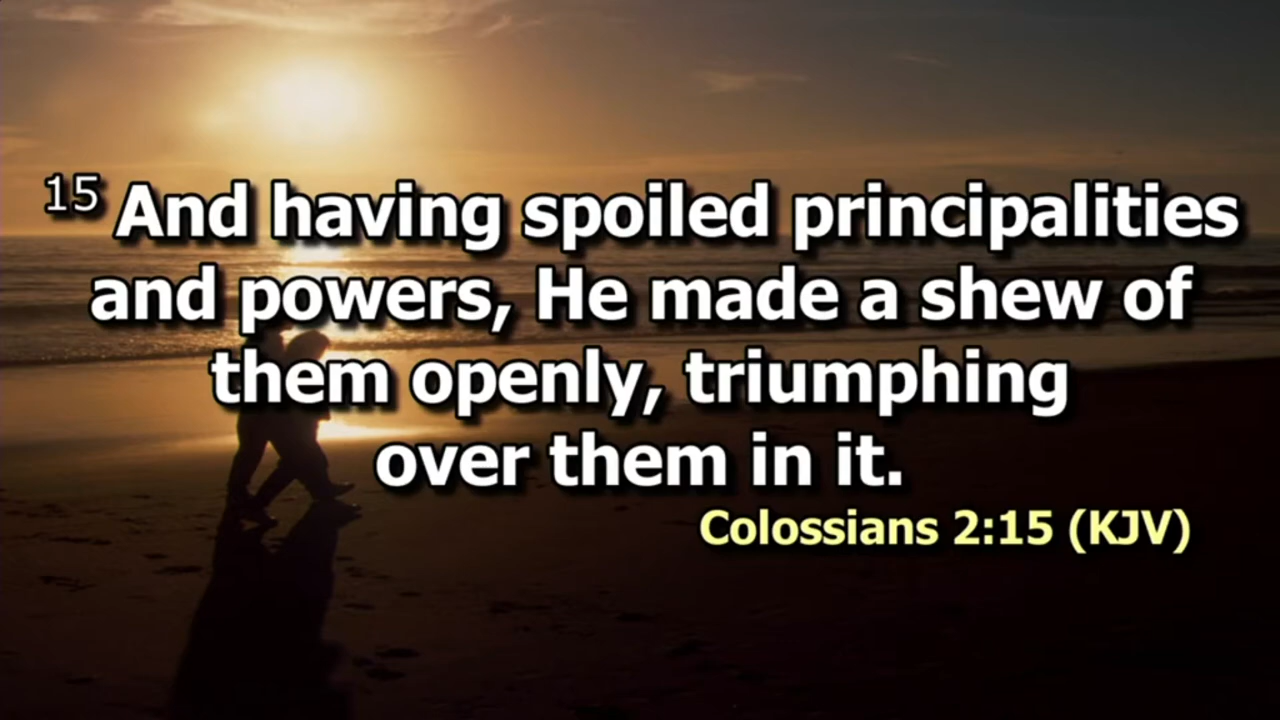 15 And having spoiled principalities
and powers, He made a shew of
them openly, triumphing
over them in it.
Colossians 2:15 (KJV)